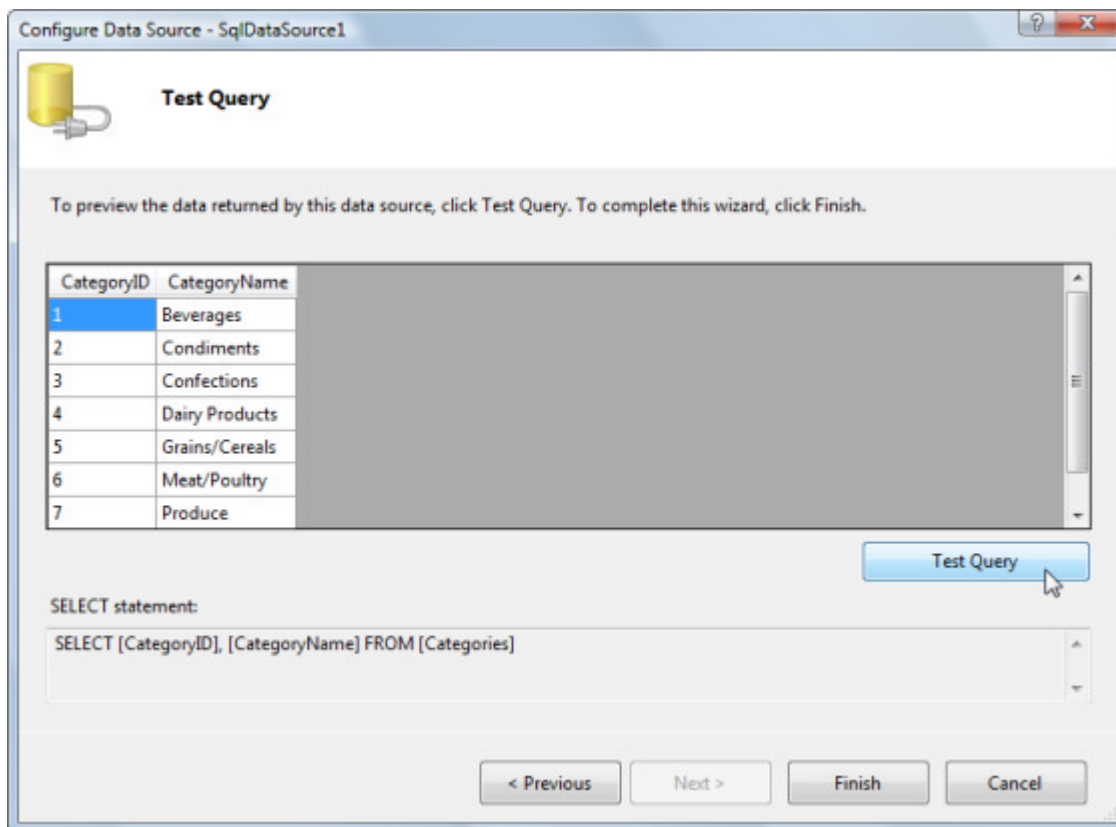 Configure Data Source - SqlDataSource1
Test Query
To preview the data returned by this data source, click Test Query. To complete this wizard, click Finish.
CategoryID CategoryName
1 Beverages
2 Condiments
3 Confections
4 Dairy Products
5 Grains/Cereals
6 Meat/Poultry
7 Produce
Test Query
SELECT statement:
SELECT [CategoryID], [CategoryName] FROM [Categories]
< Previous Next > Finish Cancel